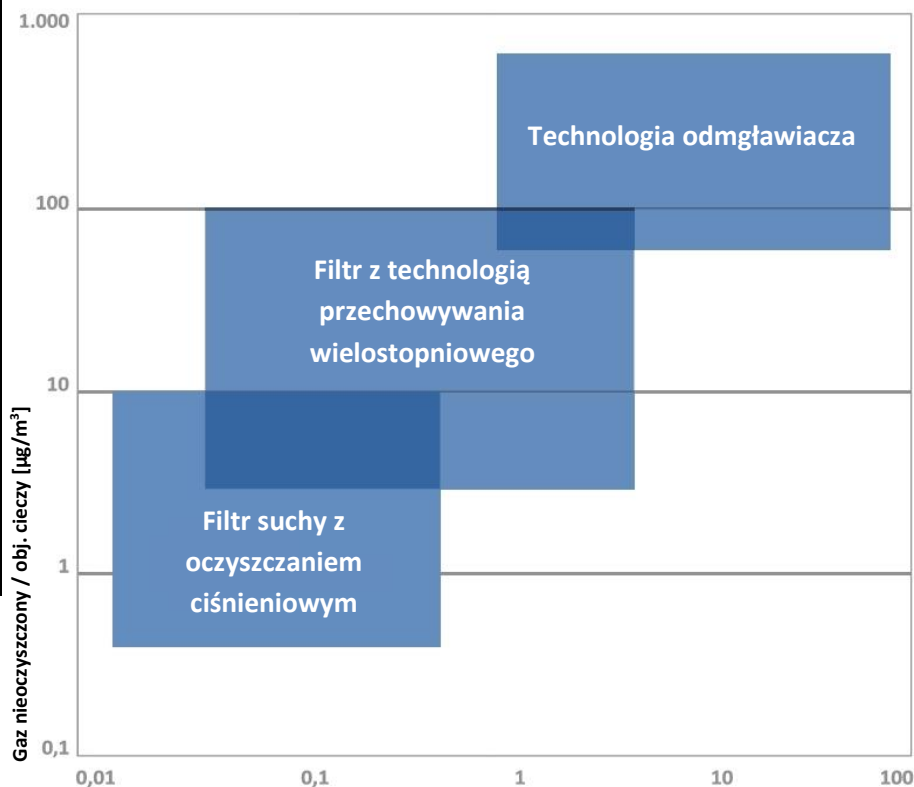 1.000
Technologia odmgławiacza
100
Filtr z technologią
przechowywania
wielostopniowego
10
Gaz nieoczyszczony / obj. cieczy [µg/m³]
Filtr suchy z
oczyszczaniem
ciśnieniowym
1
0,1
0,01
0,1
1
10
100